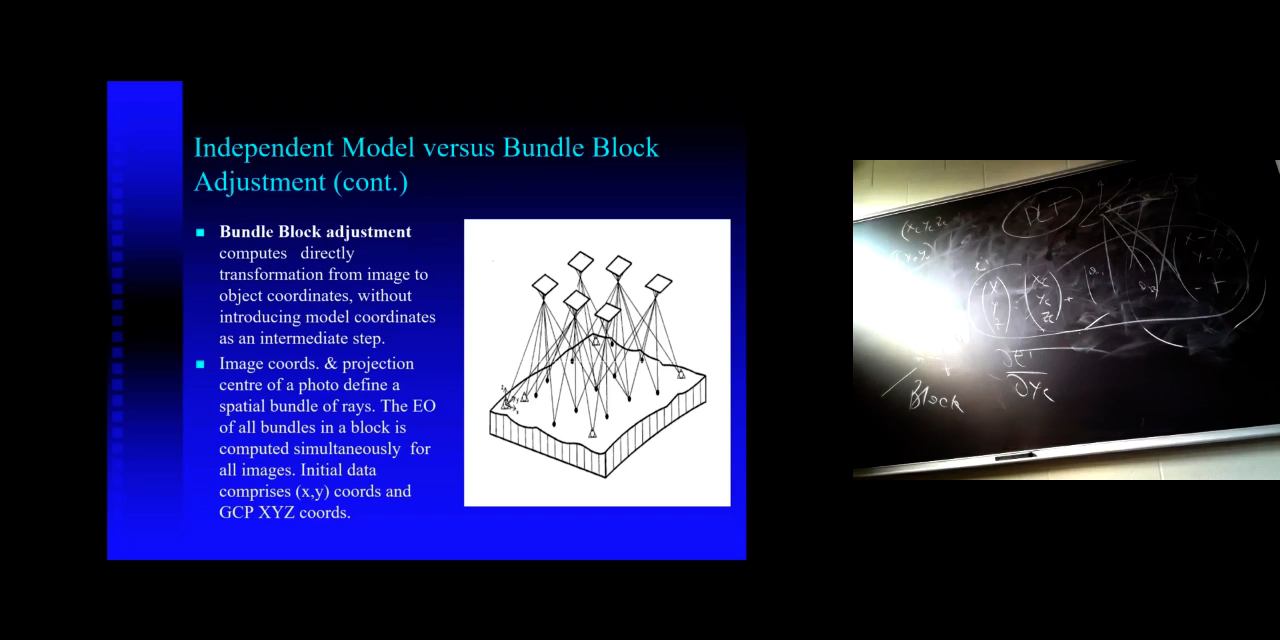 Independent Model versus Bundle Block
Adjustment (cont.)
Bundle Block adjustment
computes directly
transformation from image to
object coordinates, without
introducing model coordinates
as an intermediate step.
Image coords. & projection
centre of a photo define a
spatial bundle of rays. The EO
of all bundles in a block is
computed simultaneously for
all images. Initial data
comprises (x,y) coords and
GCP XYZ coords.
DLT
Block